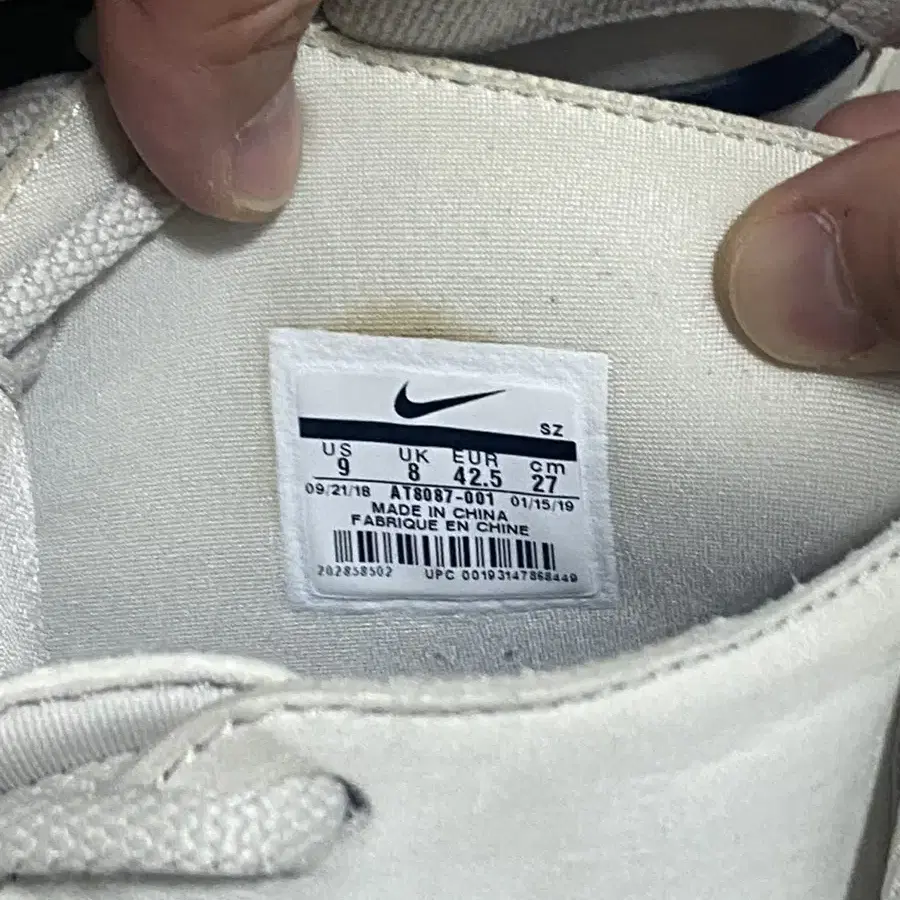 SZ
US UK EUR cm
9 8 42.5 27
09/21/18 AT8087-001 01/15/19
MADE IN CHINA
FABRIQUE EN CHINE
202858502 UPC 00193147868449